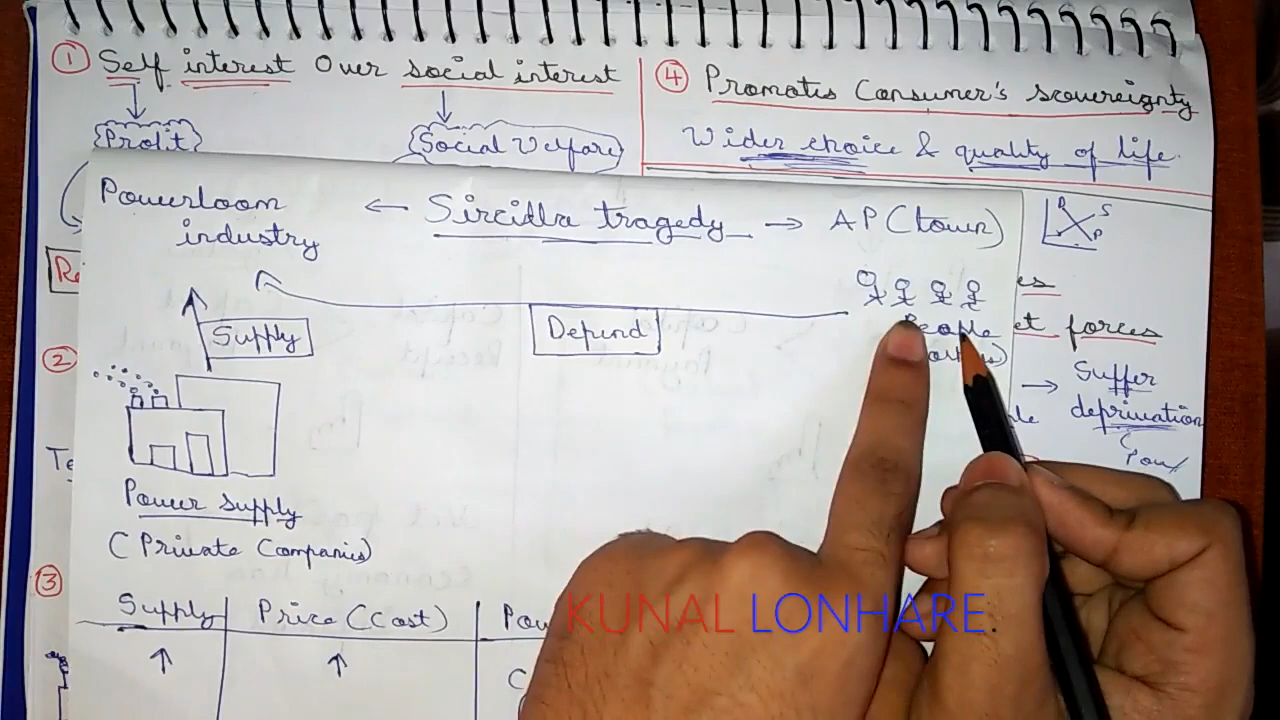 ① Self interest Over social interest
Profit
Social Welfare
④ Promotes Consumer's sovereignty
Wider choice & quality of life.
Powerloom industry ← Sircilla tragedy → AP (town)
R S
P
Supply
Depend
People
forces
→ Suffer
deprivation
②
Power supply
(Private Companies)
③
Supply Price (Cost)
↑ ↑
KUNAL LONHARE.